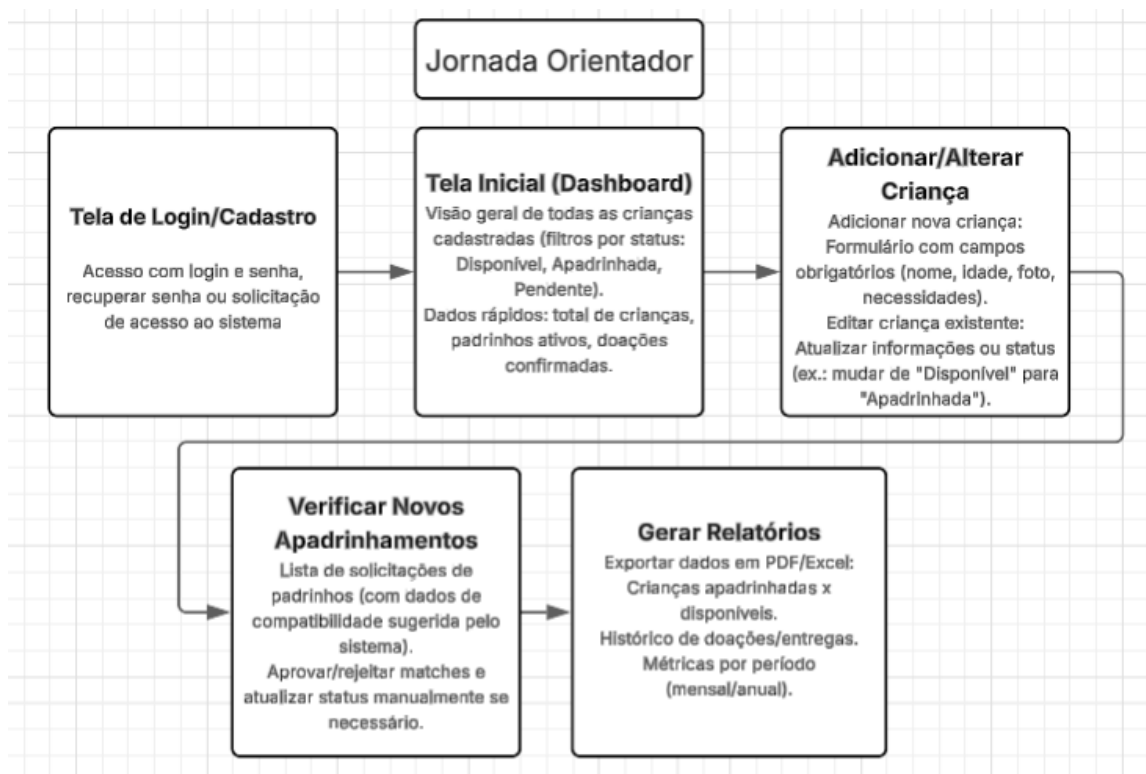 Jornada Orientador
Tela de Login/Cadastro
Acesso com login e senha,
recuperar senha ou solicitação
de acesso ao sistema
Tela Inicial (Dashboard)
Visão geral de todas as crianças
cadastradas (filtros por status:
Disponível, Apadrinhada,
Pendente).
Dados rápidos: total de crianças,
padrinhos ativos, doações
confirmadas.
Adicionar/Alterar
Criança
Adicionar nova criança:
Formulário com campos
obrigatórios (nome, idade, foto,
necessidades).
Editar criança existente:
Atualizar informações ou status
(ex.: mudar de "Disponível" para
"Apadrinhada").
Verificar Novos
Apadrinhamentos
Lista de solicitações de
padrinhos (com dados de
compatibilidade sugerida pelo
sistema).
Aprovar/rejeitar matches e
atualizar status manualmente se
necessário.
Gerar Relatórios
Exportar dados em PDF/Excel:
Crianças apadrinhadas x
disponíveis.
Histórico de doações/entregas.
Métricas por período
(mensal/anual).